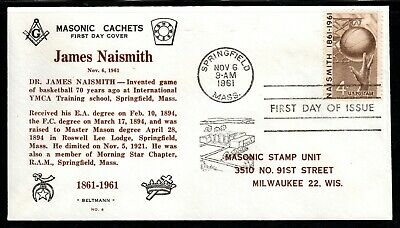 MASONIC CACHETS
FIRST DAY COVER
James Naismith
Nov. 6, 1961
DR. JAMES NAISMITH — Invented game
of basketball 70 years ago at International
YMCA Training school, Springfield, Mass.
Received his E.A. degree on Feb. 10, 1894,
the F.C. degree on March 17, 1894, and was
raised to Master Mason degree April 28,
1894 in Roswell Lee Lodge, Springfield,
Mass. He dimited on Nov. 5, 1921. He was
also a member of Morning Star Chapter,
R.A.M., Springfield, Mass.
1861-1961
* BELTMANN *
NO. 4
SPRINGFIELD
NOV 6
9-AM
1961
MASS.
NAISMITH 1861-1961
4¢
U.S. POSTAGE
FIRST DAY OF ISSUE
MASONIC STAMP UNIT
3510 NO. 91ST STREET
MILWAUKEE 22, WIS.